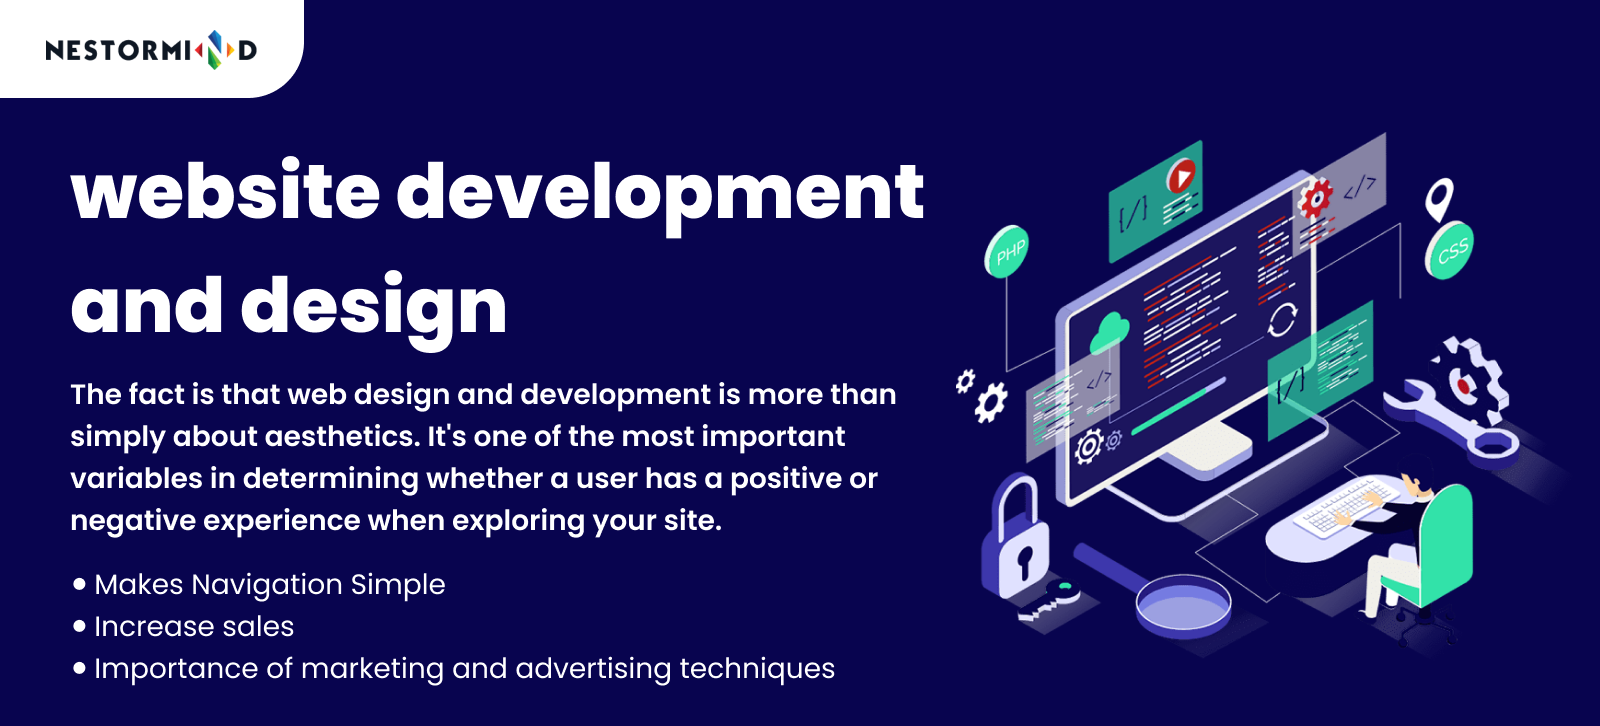 NESTORMIND
website development
and design
The fact is that web design and development is more than
simply about aesthetics. It's one of the most important
variables in determining whether a user has a positive or
negative experience when exploring your site.
• Makes Navigation Simple
• Increase sales
• Importance of marketing and advertising techniques
[/]
</>
PHP
CSS
</>
[/]